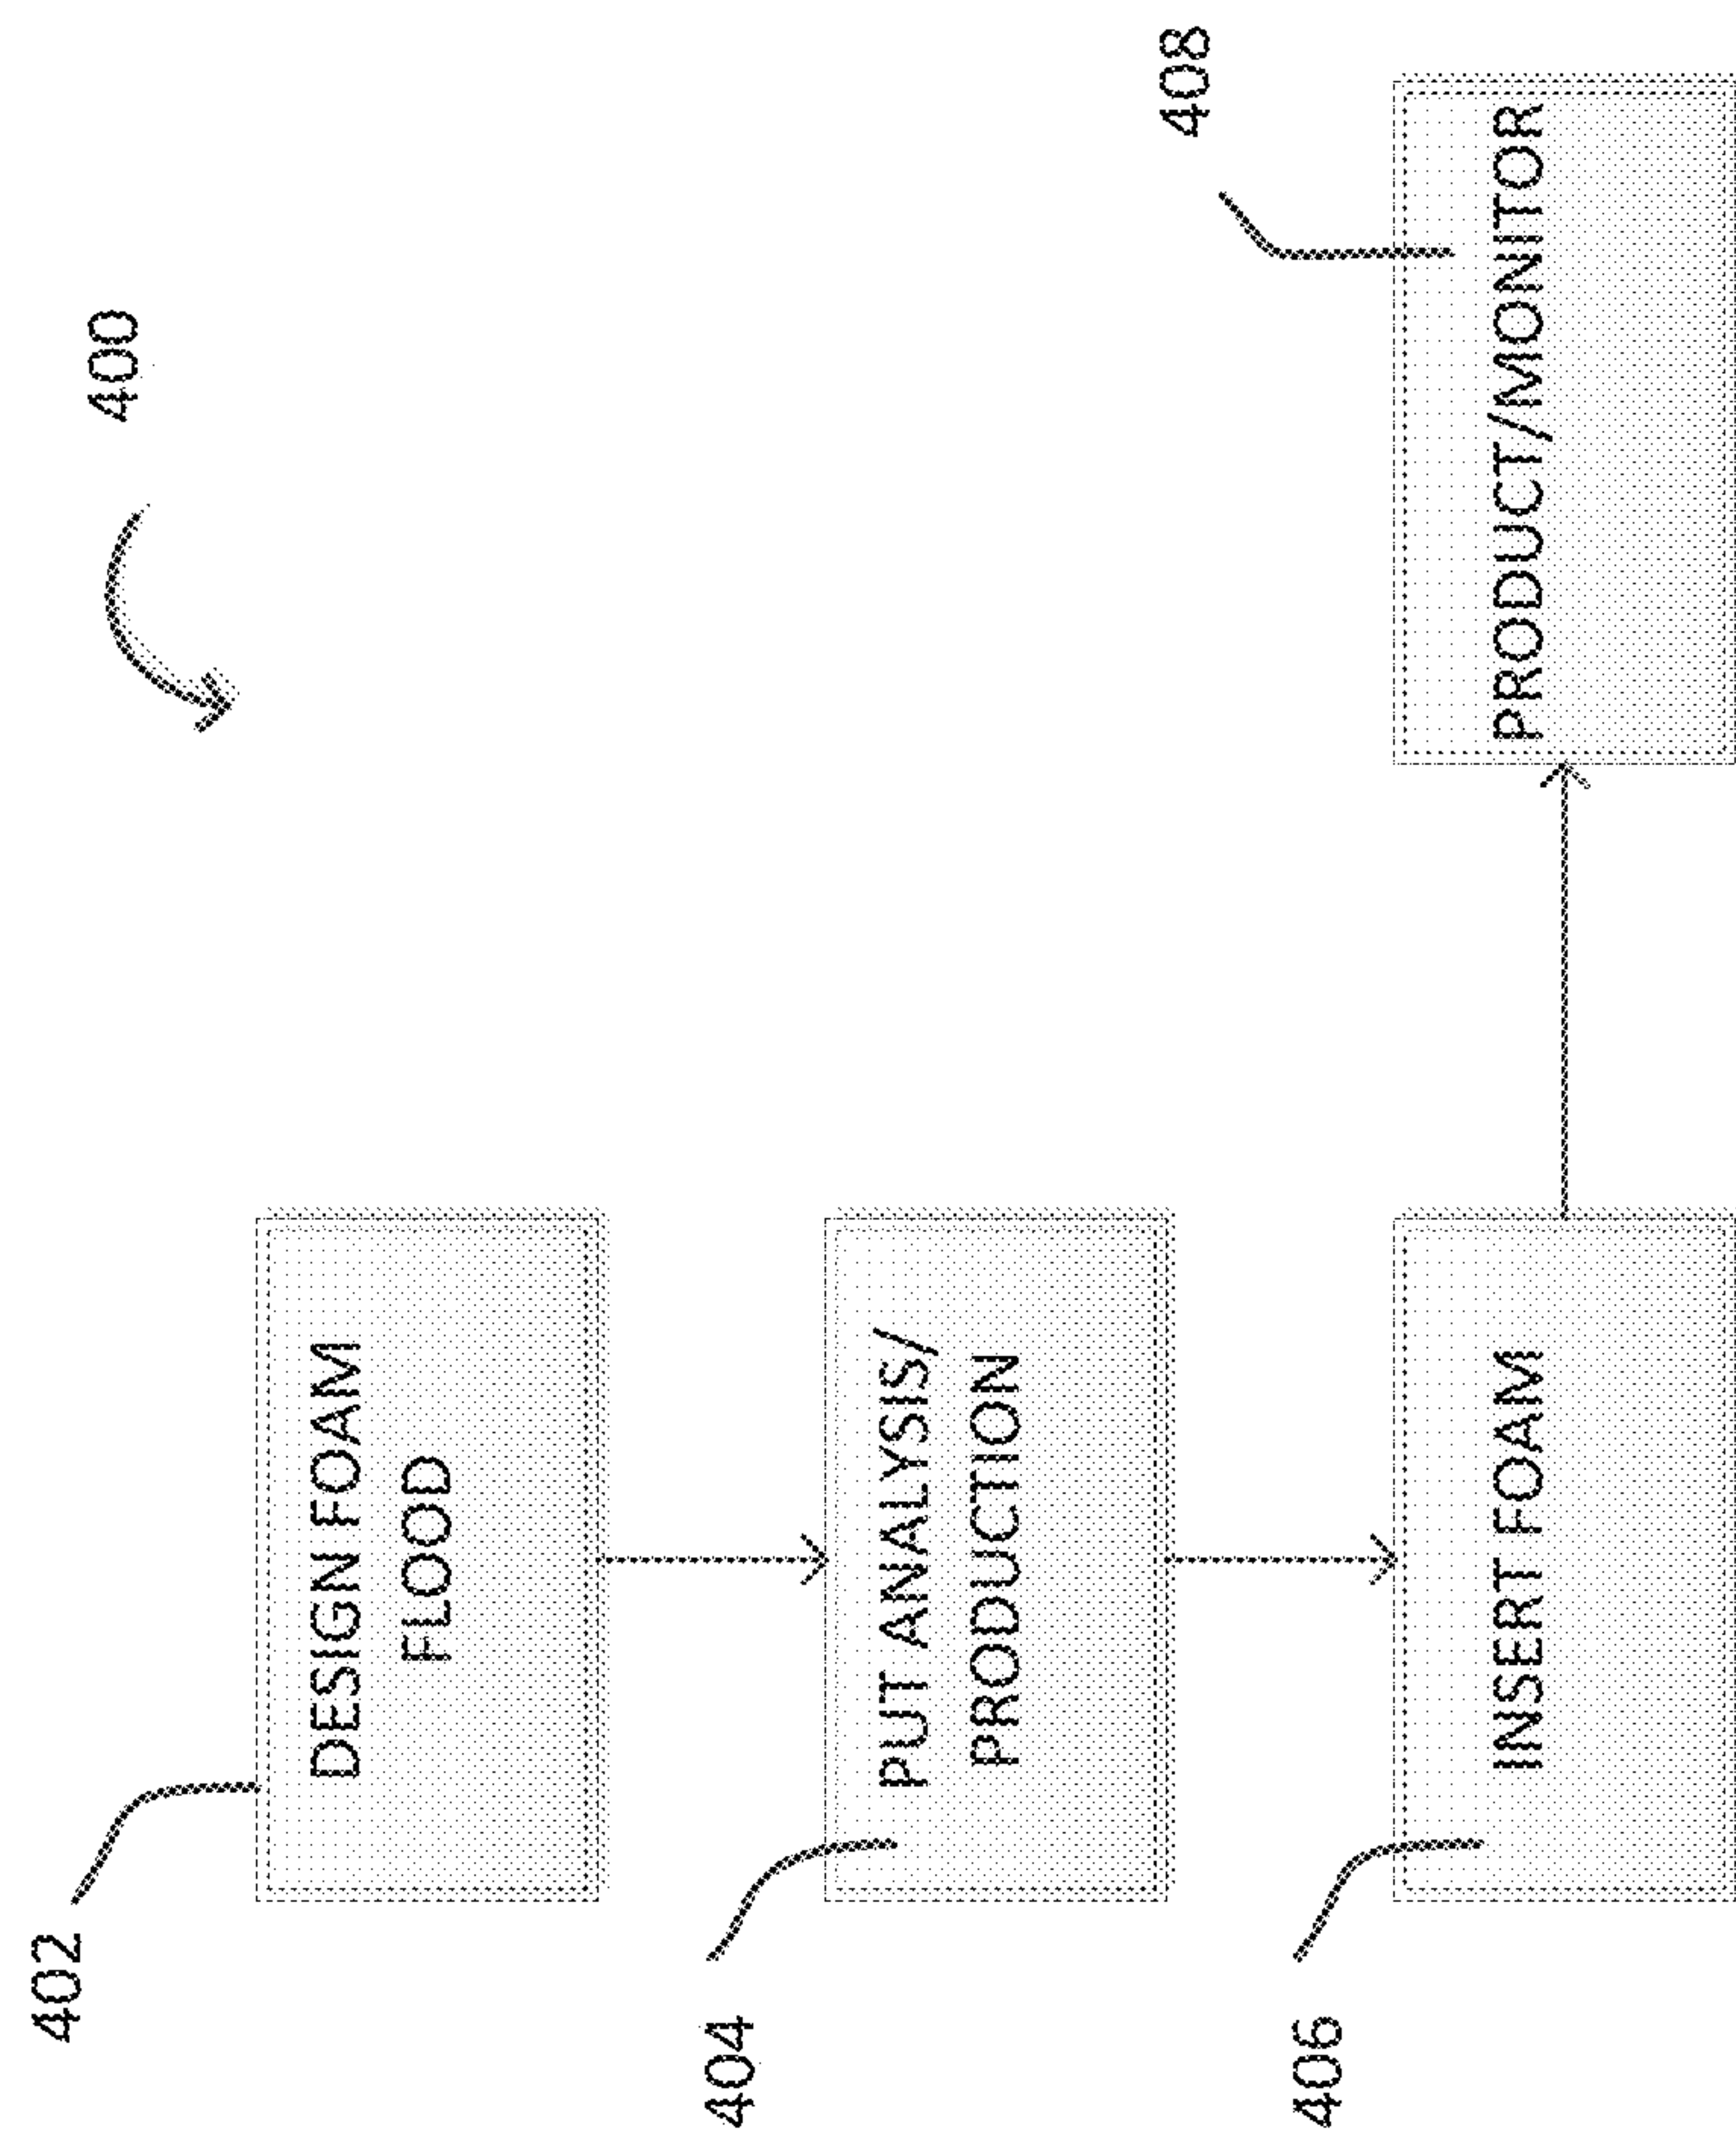 400
402
DESIGN FOAM
FLOOD
404
PUT ANALYSIS/
PRODUCTION
406
INSERT FOAM
408
PRODUCT/MONITOR